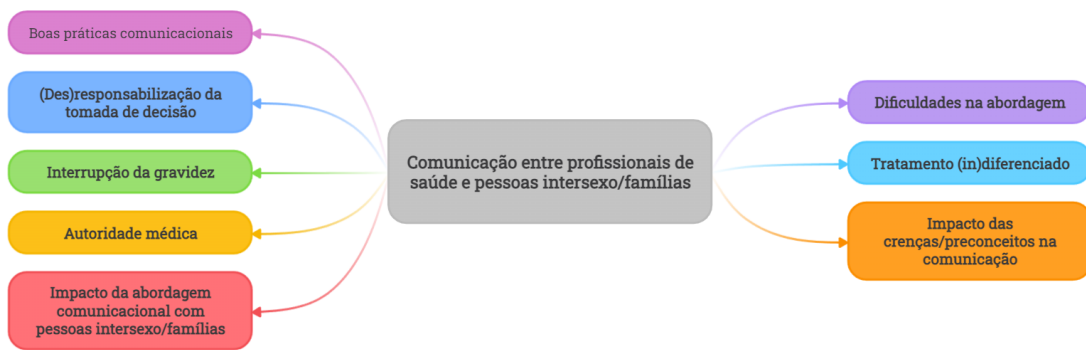 Boas práticas comunicacionais
(Des)responsabilização da
tomada de decisão
Interrupção da gravidez
Autoridade médica
Impacto da abordagem
comunicacional com
pessoas intersexo/famílias
Comunicação entre profissionais de
saúde e pessoas intersexo/famílias
Dificuldades na abordagem
Tratamento (in)diferenciado
Impacto das
crenças/preconceitos na
comunicação